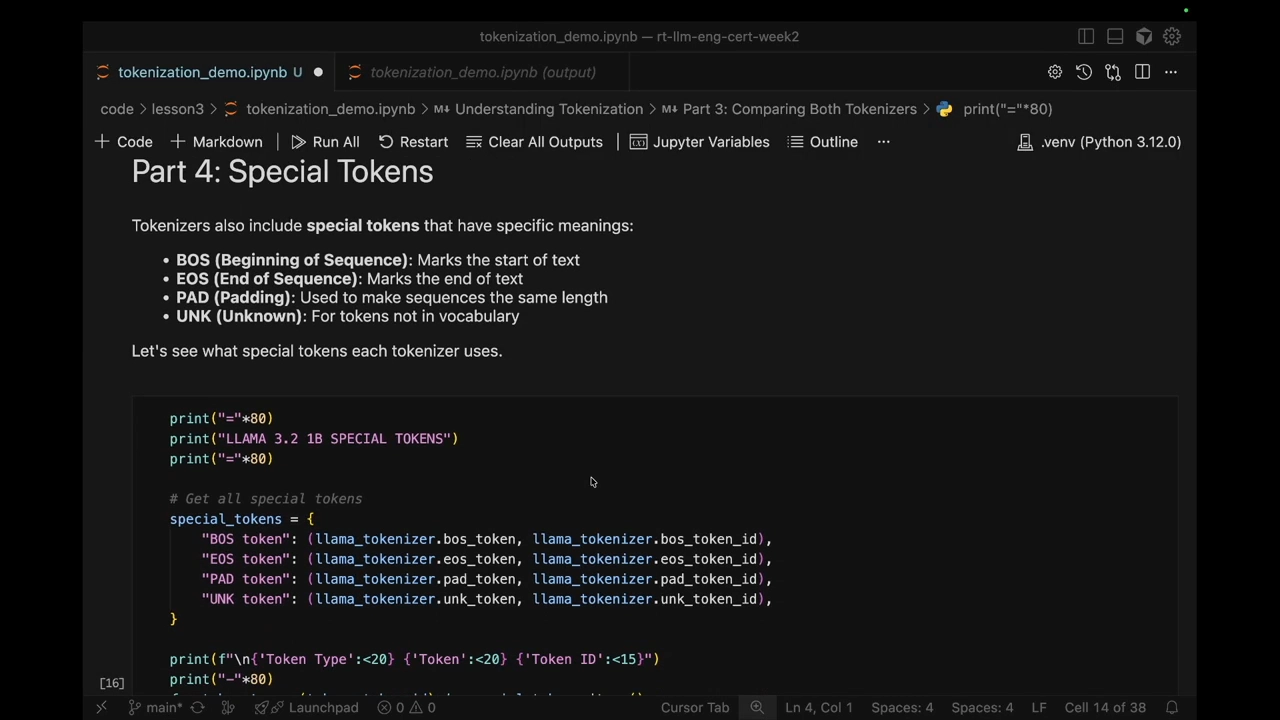 tokenization_demo.ipynb — rt-llm-eng-cert-week2
tokenization_demo.ipynb U
tokenization_demo.ipynb (output)
code > lesson3 > tokenization_demo.ipynb > M↓ Understanding Tokenization > M↓ Part 3: Comparing Both Tokenizers > print("="*80)
+ Code + Markdown | Run All Restart Clear All Outputs | Jupyter Variables Outline ··· .venv (Python 3.12.0)
Part 4: Special Tokens
Tokenizers also include special tokens that have specific meanings:
• BOS (Beginning of Sequence): Marks the start of text
• EOS (End of Sequence): Marks the end of text
• PAD (Padding): Used to make sequences the same length
• UNK (Unknown): For tokens not in vocabulary
Let's see what special tokens each tokenizer uses.
print("="*80)
print("LLAMA 3.2 1B SPECIAL TOKENS")
print("="*80)
# Get all special tokens
special_tokens = {
"BOS token": (llama_tokenizer.bos_token, llama_tokenizer.bos_token_id),
"EOS token": (llama_tokenizer.eos_token, llama_tokenizer.eos_token_id),
"PAD token": (llama_tokenizer.pad_token, llama_tokenizer.pad_token_id),
"UNK token": (llama_tokenizer.unk_token, llama_tokenizer.unk_token_id),
}
print(f"\n{'Token Type':<20} {'Token':<20} {'Token ID':<15}")
print("-"*80)
[16]
main* Launchpad 0 0 Cursor Tab Ln 4, Col 1 Spaces: 4 Spaces: 4 LF Cell 14 of 38